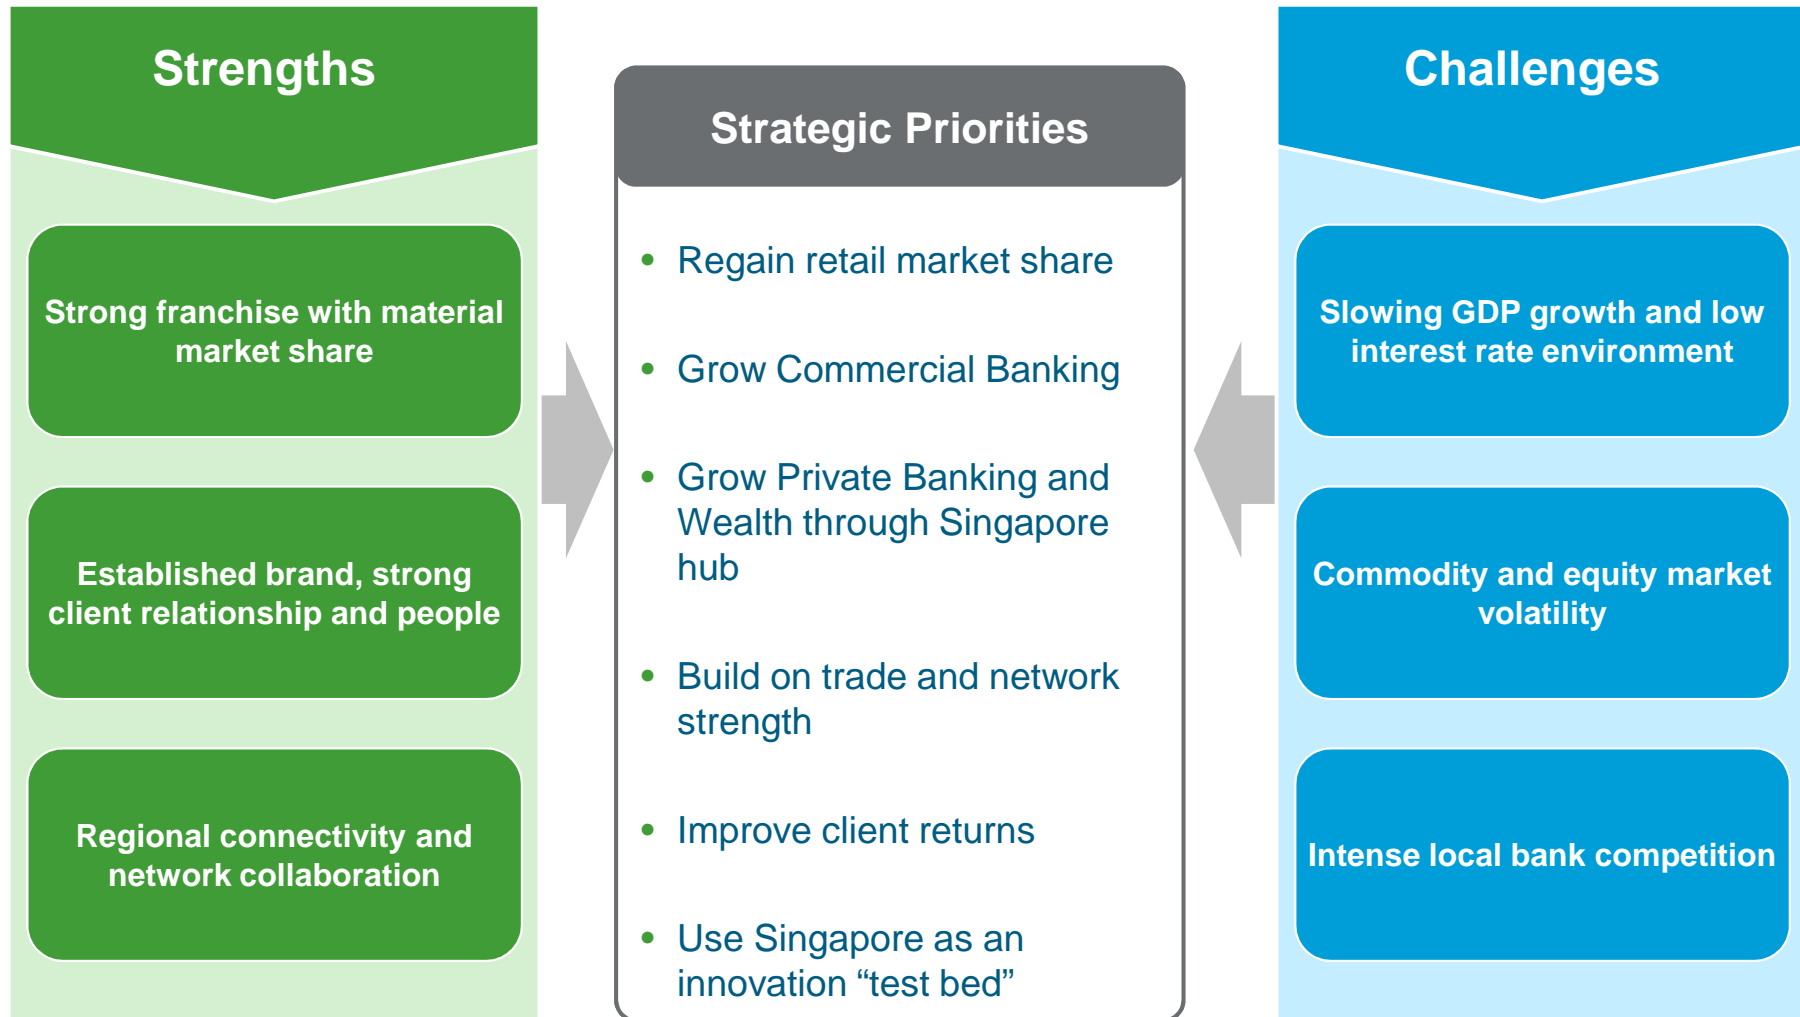 Strengths
Strong franchise with material
market share
Established brand, strong
client relationship and people
Regional connectivity and
network collaboration
Strategic Priorities
• Regain retail market share
• Grow Commercial Banking
• Grow Private Banking and
Wealth through Singapore
hub
• Build on trade and network
strength
• Improve client returns
• Use Singapore as an
innovation “test bed”
Challenges
Slowing GDP growth and low
interest rate environment
Commodity and equity market
volatility
Intense local bank competition